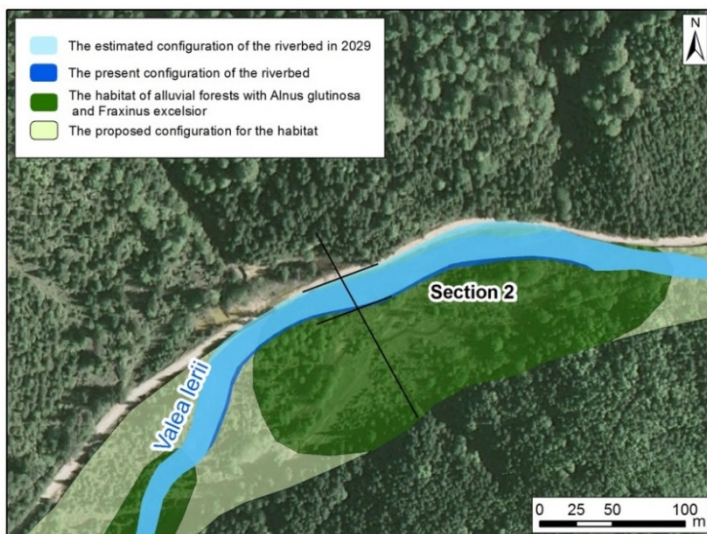 The estimated configuration of the riverbed in 2029
The present configuration of the riverbed
The habitat of alluvial forests with Alnus glutinosa
and Fraxinus excelsior
The proposed configuration for the habitat
N
Section 2
Valea Ierii
0 25 50 100
m